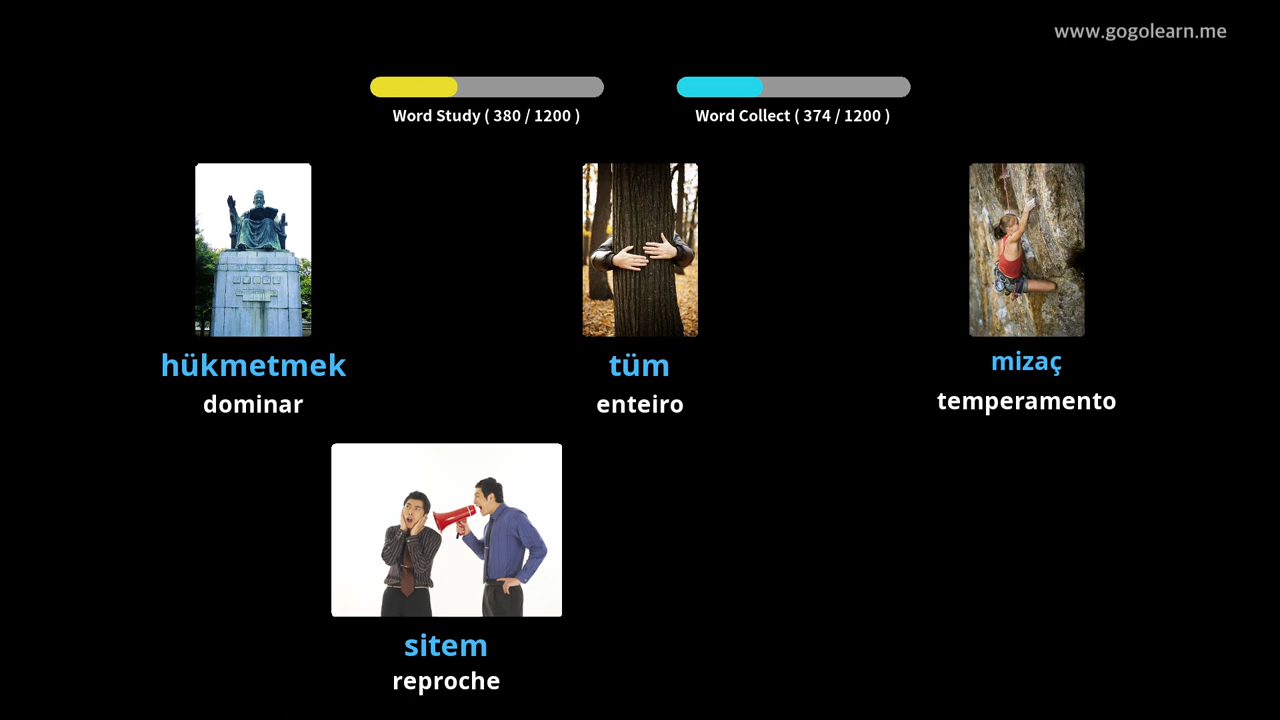 www.gogolearn.me
Word Study ( 380 / 1200 )
Word Collect ( 374 / 1200 )
hükmetmek
dominar
tüm
enteiro
mizaç
temperamento
sitem
reproche